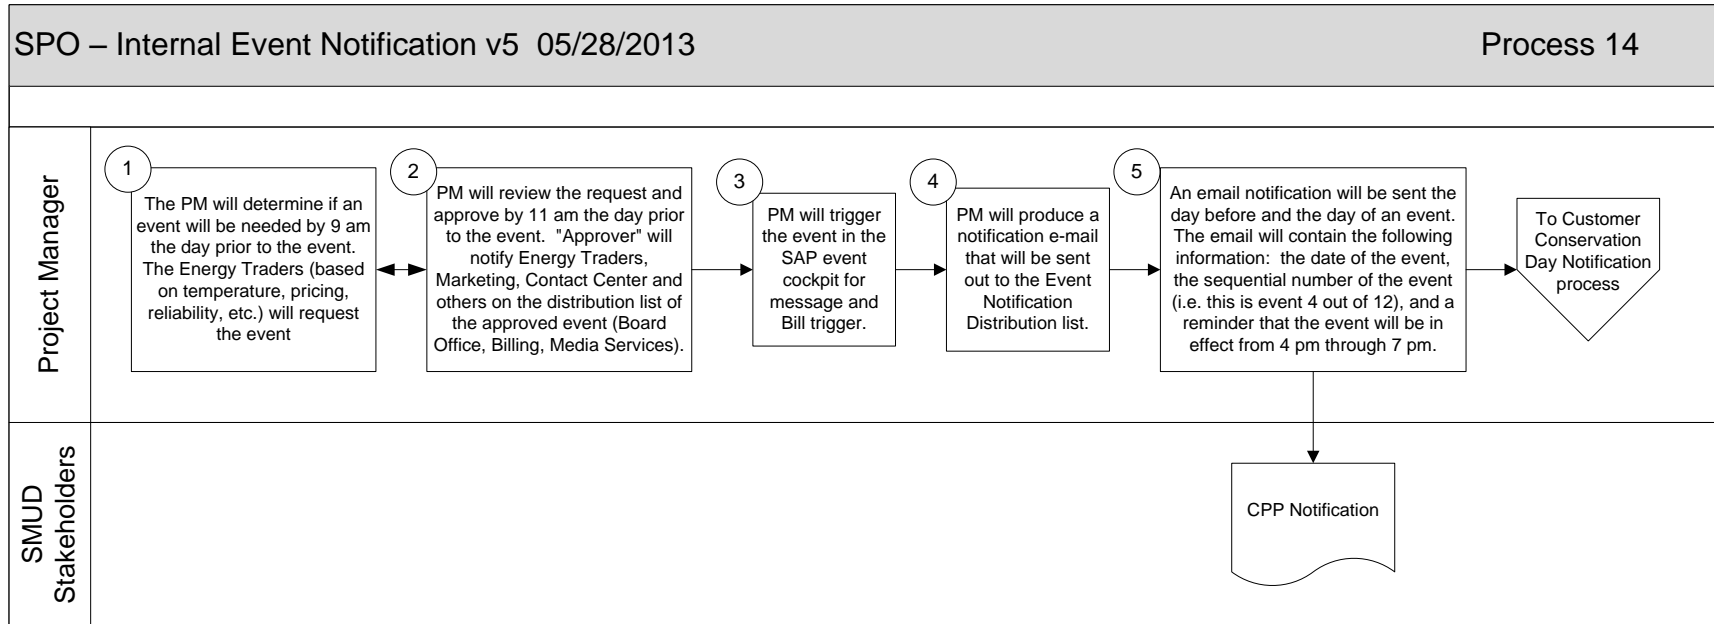 SPO – Internal Event Notification v5  05/28/2013
Process 14
Project Manager
1
The PM will determine if an
event will be needed by 9 am
the day prior to the event.
The Energy Traders (based
on temperature, pricing,
reliability, etc.) will request
the event
2
PM will review the request and
approve by 11 am the day prior
to the event.  "Approver" will
notify Energy Traders,
Marketing, Contact Center and
others on the distribution list of
the approved event (Board
Office, Billing, Media Services).
3
PM will trigger
the event in the
SAP event
cockpit for
message and
Bill trigger.
4
PM will produce a
notification e-mail
that will be sent
out to the Event
Notification
Distribution list.
5
An email notification will be sent the
day before and the day of an event.
The email will contain the following
information:  the date of the event,
the sequential number of the event
(i.e. this is event 4 out of 12), and a
reminder that the event will be in
effect from 4 pm through 7 pm.
To Customer
Conservation
Day Notification
process
SMUD
Stakeholders
CPP Notification